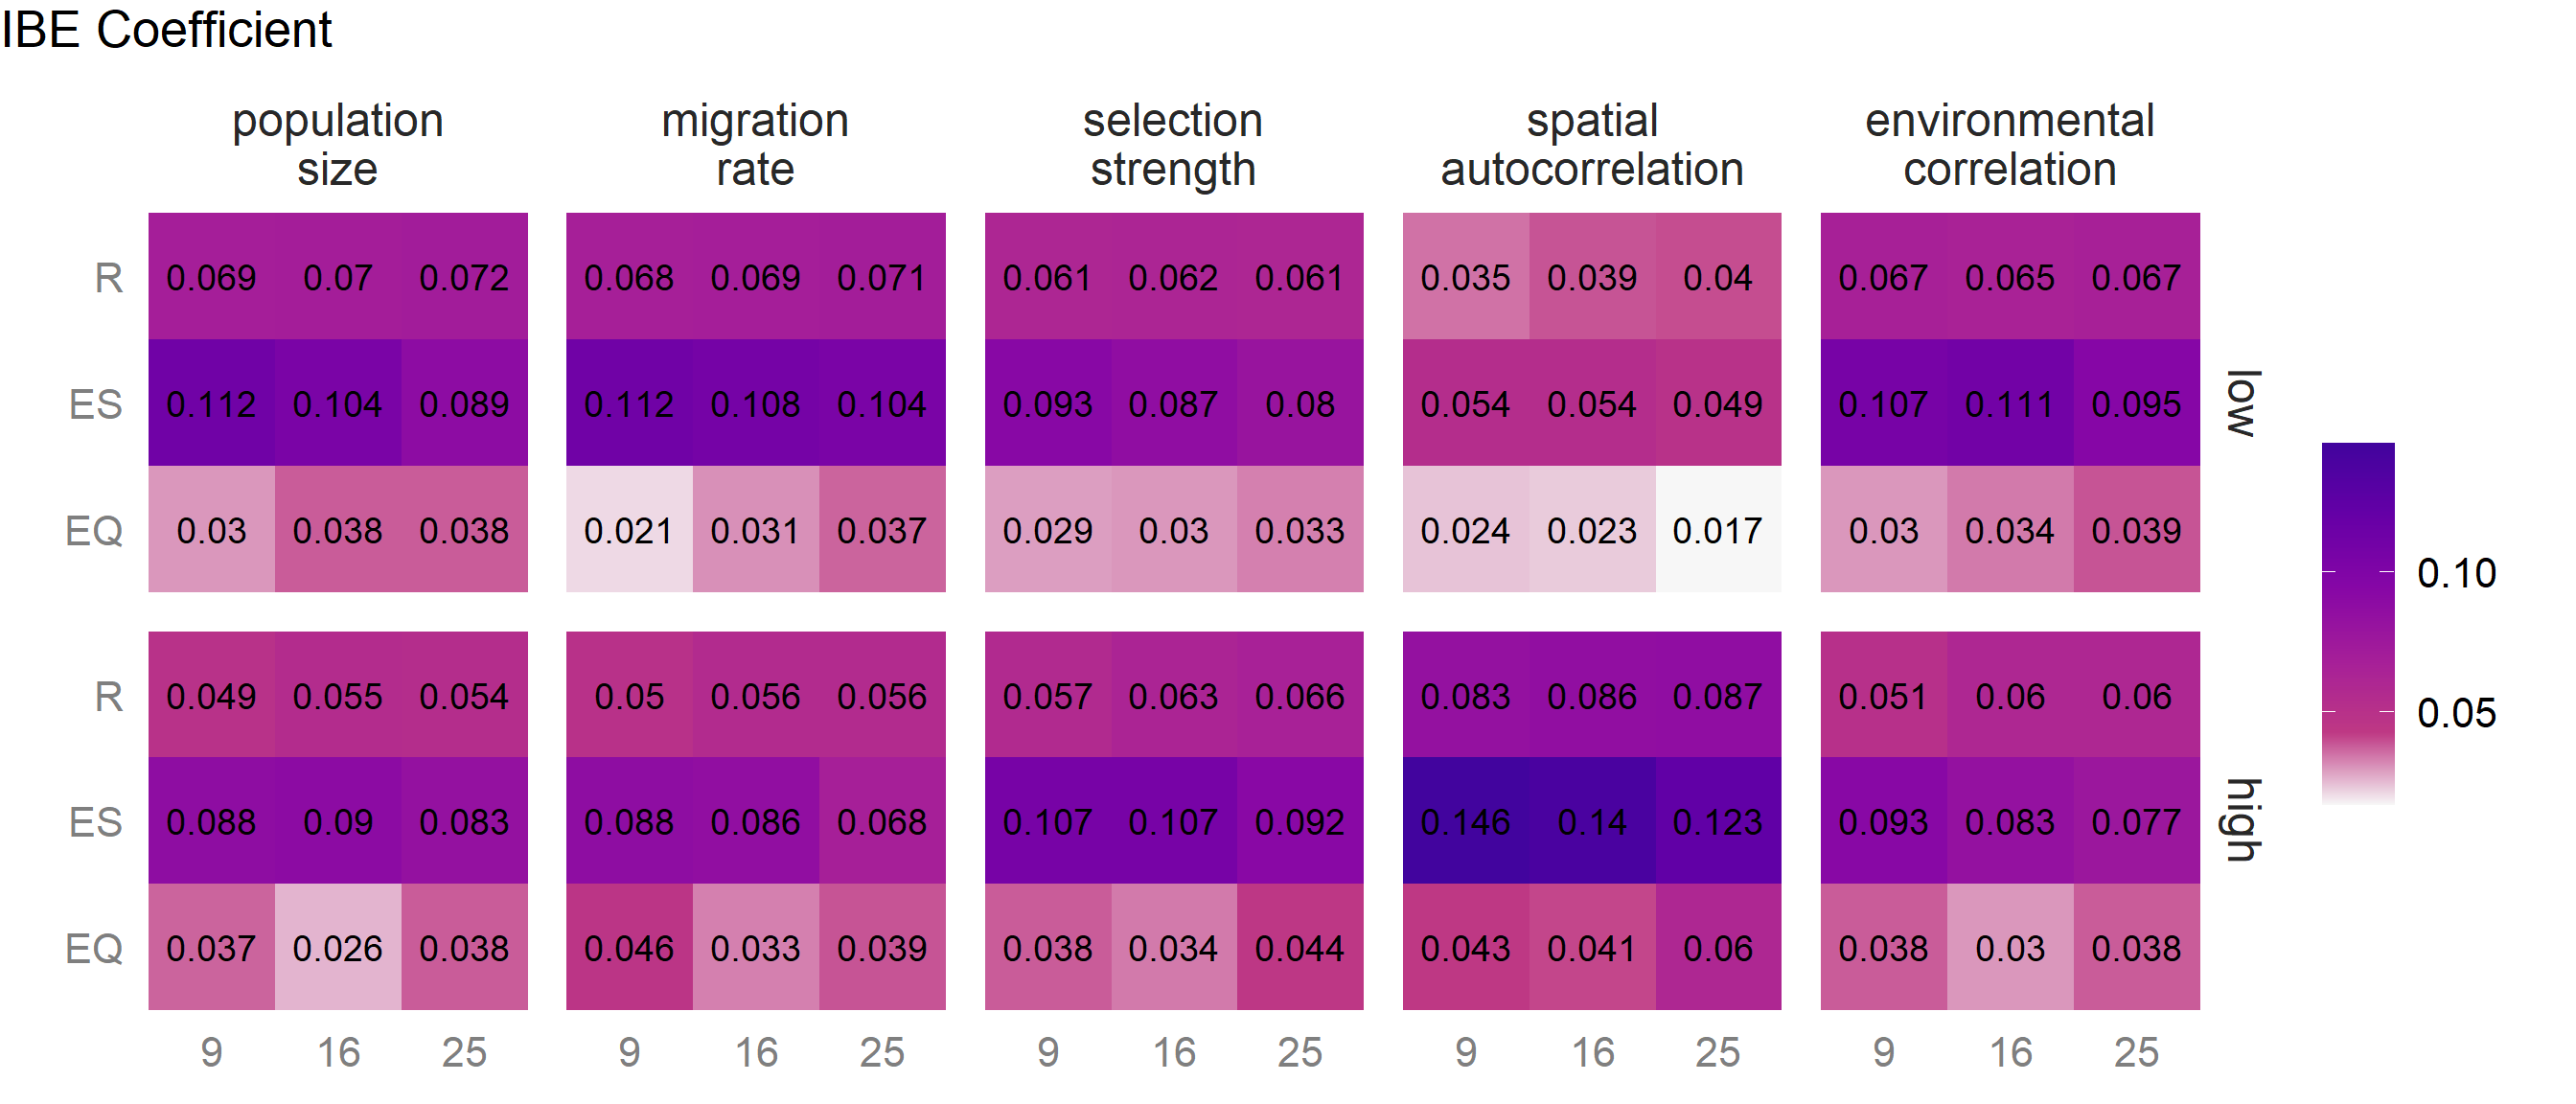 IBE Coefficient
population size
migration rate
selection strength
spatial autocorrelation
environmental correlation
R 0.069 0.07 0.072 0.068 0.069 0.071 0.061 0.062 0.061 0.035 0.039 0.04 0.067 0.065 0.067
ES 0.112 0.104 0.089 0.112 0.108 0.104 0.093 0.087 0.08 0.054 0.054 0.049 0.107 0.111 0.095
EQ 0.03 0.038 0.038 0.021 0.031 0.037 0.029 0.03 0.033 0.024 0.023 0.017 0.03 0.034 0.039
low
R 0.049 0.055 0.054 0.05 0.056 0.056 0.057 0.063 0.066 0.083 0.086 0.087 0.051 0.06 0.06
ES 0.088 0.09 0.083 0.088 0.086 0.068 0.107 0.107 0.092 0.146 0.14 0.123 0.093 0.083 0.077
EQ 0.037 0.026 0.038 0.046 0.033 0.039 0.038 0.034 0.044 0.043 0.041 0.06 0.038 0.03 0.038
high
9 16 25 9 16 25 9 16 25 9 16 25 9 16 25
0.10
0.05